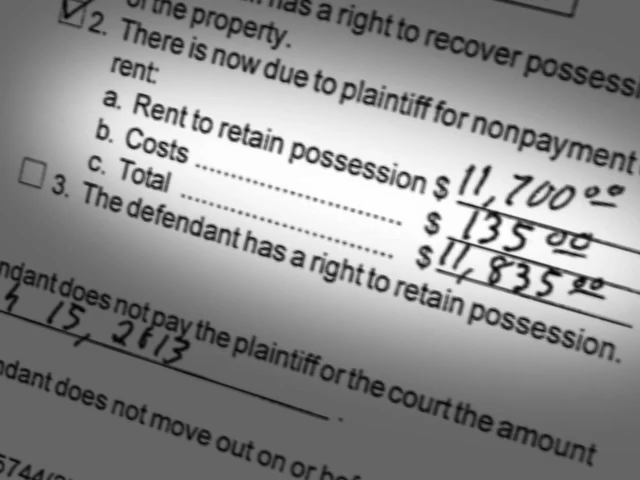 has a right to recover possessi
of the property.
2. There is now due to plaintiff for nonpayment
rent:
a. Rent to retain possession $ 11,700 00
b. Costs .............................. $ 135 00
c. Total .............................. $ 11,835 00
3. The defendant has a right to retain possession.
ndant does not pay the plaintiff or the court the amount
15, 2013
ndant does not move out on or bef
5744